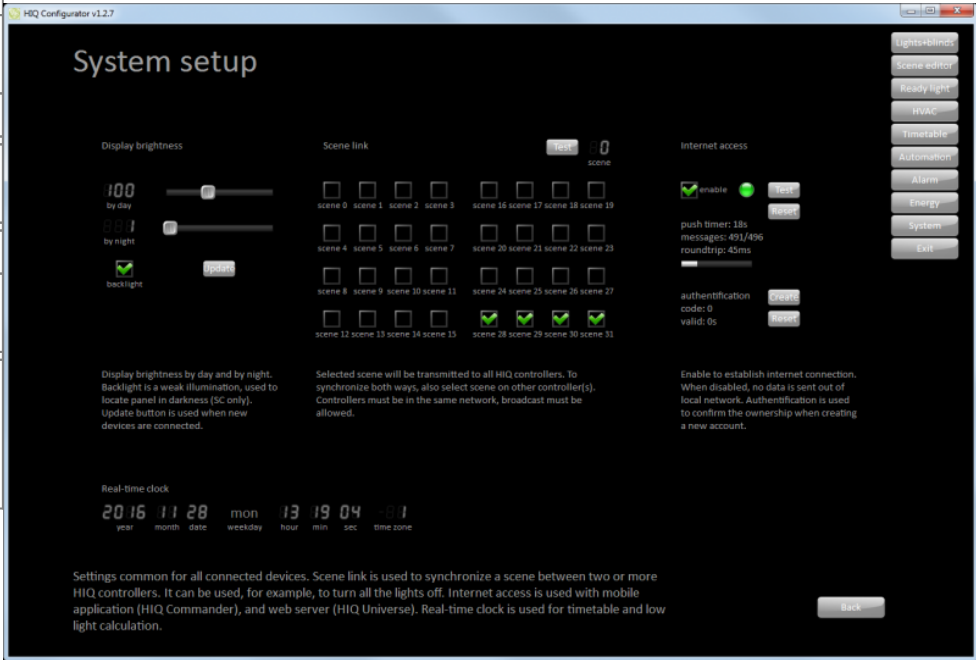 HIQ Configurator v1.2.7
System setup
Lights+blinds
Scene editor
Ready light
HVAC
Timetable
Automation
Alarm
Energy
System
Exit
Display brightness
100
by day
1
by night
backlight
Update
Display brightness by day and by night.
Backlight is a weak illumination, used to
locate panel in darkness (SC only).
Update button is used when new
devices are connected.
Scene link
Test
0
scene
scene 0 scene 1 scene 2 scene 3 scene 16 scene 17 scene 18 scene 19
scene 4 scene 5 scene 6 scene 7 scene 20 scene 21 scene 22 scene 23
scene 8 scene 9 scene 10 scene 11 scene 24 scene 25 scene 26 scene 27
scene 12 scene 13 scene 14 scene 15 scene 28 scene 29 scene 30 scene 31
Selected scene will be transmitted to all HIQ controllers. To
synchronize both ways, also select scene on other controller(s).
Controllers must be in the same network, broadcast must be
allowed.
Internet access
enable
Test
Reset
push timer: 18s
messages: 491/496
roundtrip: 45ms
authentification
Create
code: 0
valid: 0s
Reset
Enable to establish internet connection.
When disabled, no data is sent out of
local network. Authentification is used
to confirm the ownership when creating
a new account.
Real-time clock
2016 11 28 mon 13 19 04 1
year month date weekday hour min sec time zone
Settings common for all connected devices. Scene link is used to synchronize a scene between two or more
HIQ controllers. It can be used, for example, to turn all the lights off. Internet access is used with mobile
application (HIQ Commander), and web server (HIQ Universe). Real-time clock is used for timetable and low
light calculation.
Back